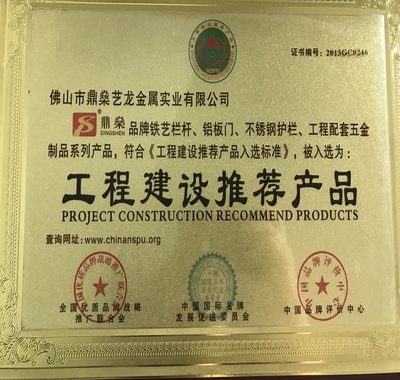 证书编号：2015GC0246
佛山市鼎燊艺龙金属实业有限公司
鼎燊 DINGSHEN 品牌铁艺栏杆、铝板门、不锈钢护栏、工程配套五金
制品系列产品，符合《工程建设推荐产品入选标准》，被入选为：
工程建设推荐产品
PROJECT CONSTRUCTION RECOMMEND PRODUCTS
查询网址：www.chinanspu.org
全国优质品牌战略
推广联合会
中国国际名牌
发展促进委员会
中国品牌评价中心